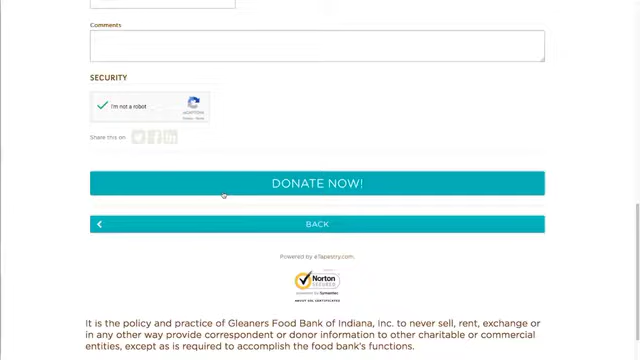 Comments
SECURITY
I'm not a robot
reCAPTCHA
Share this on
DONATE NOW!
BACK
Powered by eTapestry.com.
Norton
SECURED
ABOUT SSL CERTIFICATES
It is the policy and practice of Gleaners Food Bank of Indiana, Inc. to never sell, rent, exchange or
in any other way provide correspondent or donor information to other charitable or commercial
entities, except as is required to accomplish the food bank's functions.